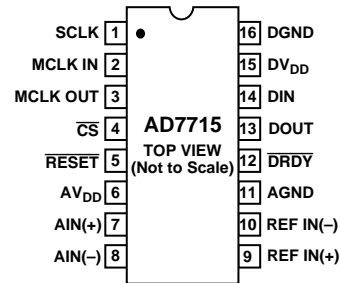 SCLK 1 16 DGND
MCLK IN 2 15 DVDD
MCLK OUT 3 14 DIN
CS 4 AD7715 13 DOUT
RESET 5 TOP VIEW 12 DRDY
(Not to Scale)
AVDD 6 11 AGND
AIN(+) 7 10 REF IN(–)
AIN(–) 8 9 REF IN(+)